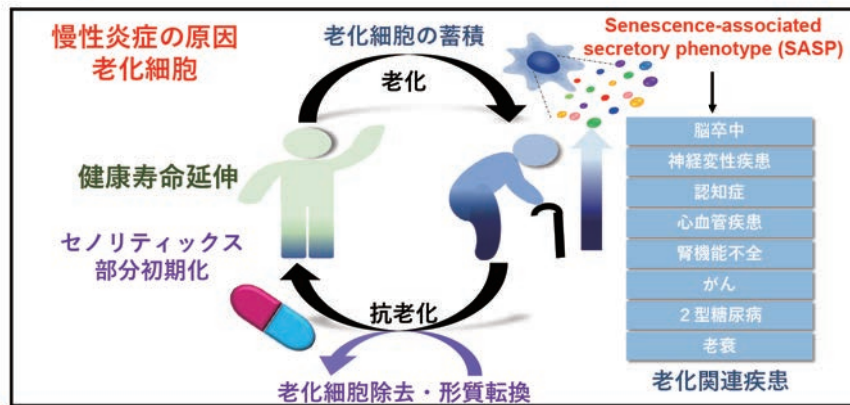 慢性炎症の原因
老化細胞
老化細胞の蓄積
老化
Senescence-associated
secretory phenotype (SASP)
健康寿命延伸
セノリティックス
部分初期化
抗老化
老化細胞除去・形質転換
脳卒中
神経変性疾患
認知症
心血管疾患
腎機能不全
がん
２型糖尿病
老衰
老化関連疾患